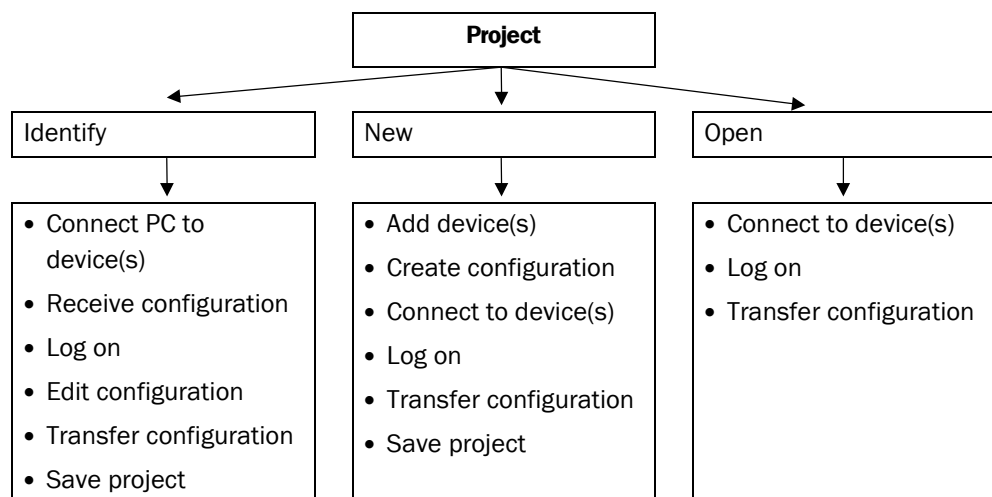 Project
Identify
New
Open
• Connect PC to
device(s)
• Receive configuration
• Log on
• Edit configuration
• Transfer configuration
• Save project
• Add device(s)
• Create configuration
• Connect to device(s)
• Log on
• Transfer configuration
• Save project
• Connect to device(s)
• Log on
• Transfer configuration